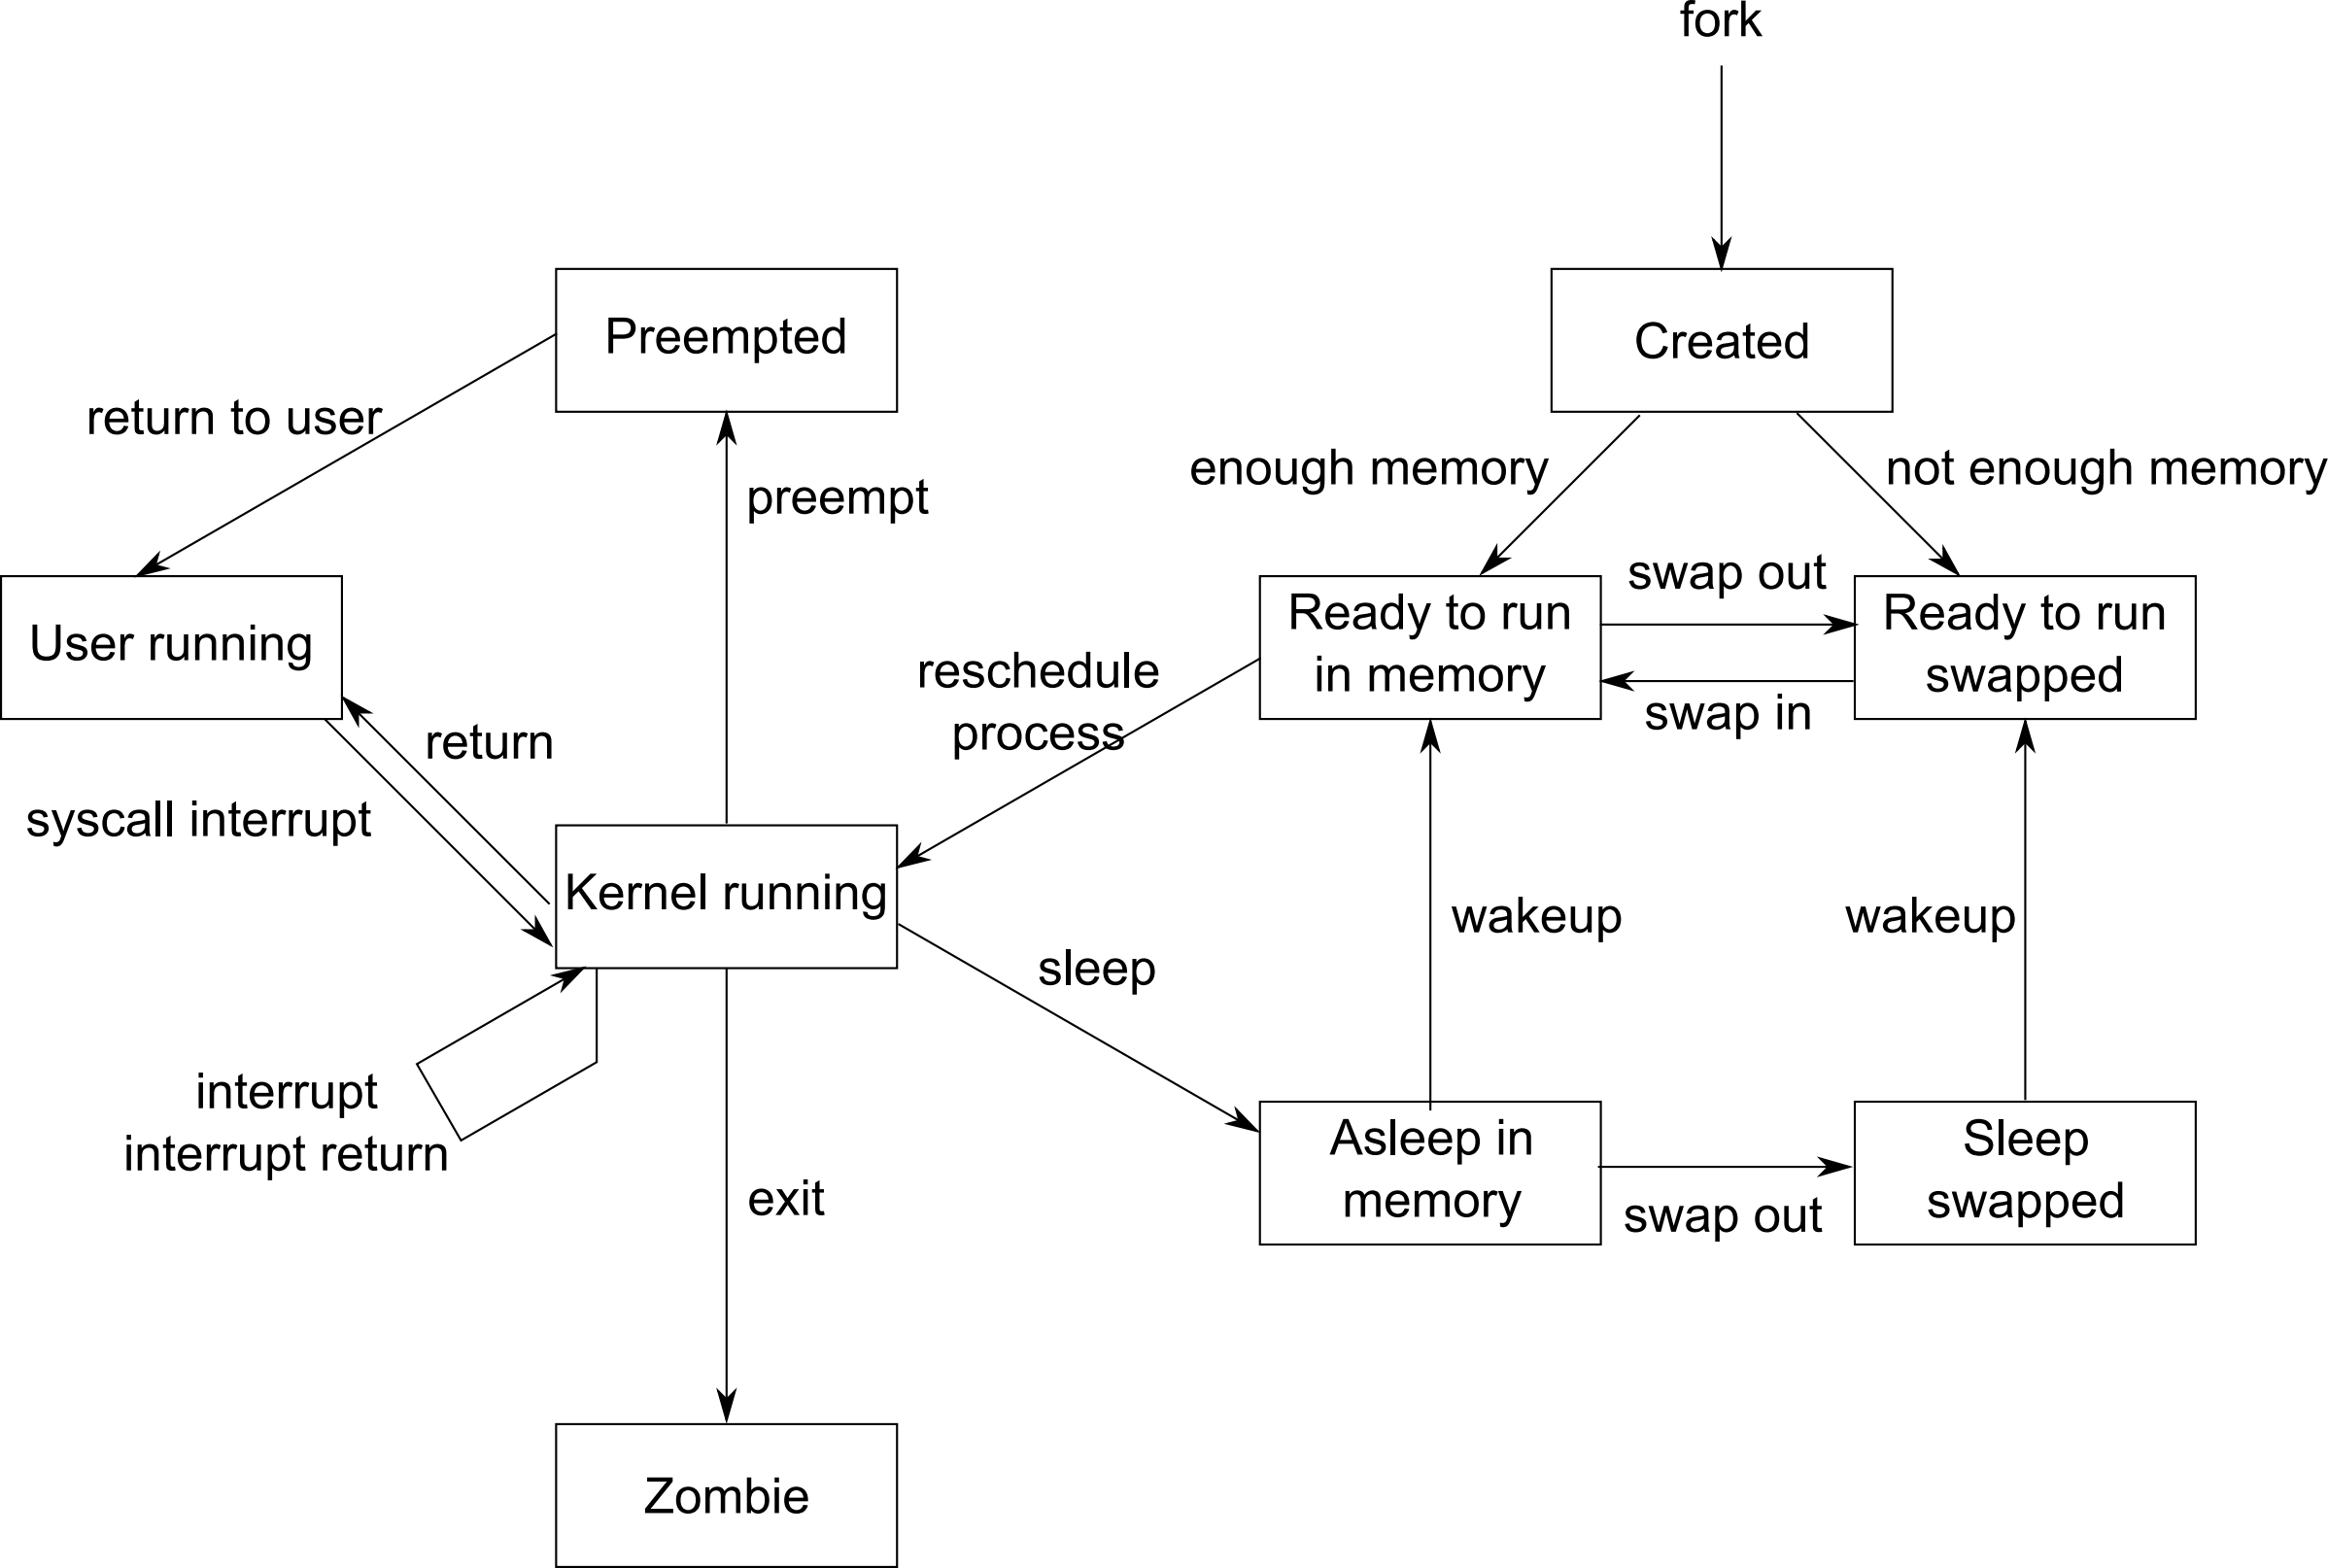 fork
Preempted
Created
return to user
enough memory
not enough memory
preempt
swap out
User running
Ready to run
in memory
Ready to run
swapped
reschedule
process
swap in
return
syscall interrupt
Kernel running
wakeup
wakeup
sleep
interrupt
interrupt return
Asleep in
memory
Sleep
swapped
exit
swap out
Zombie